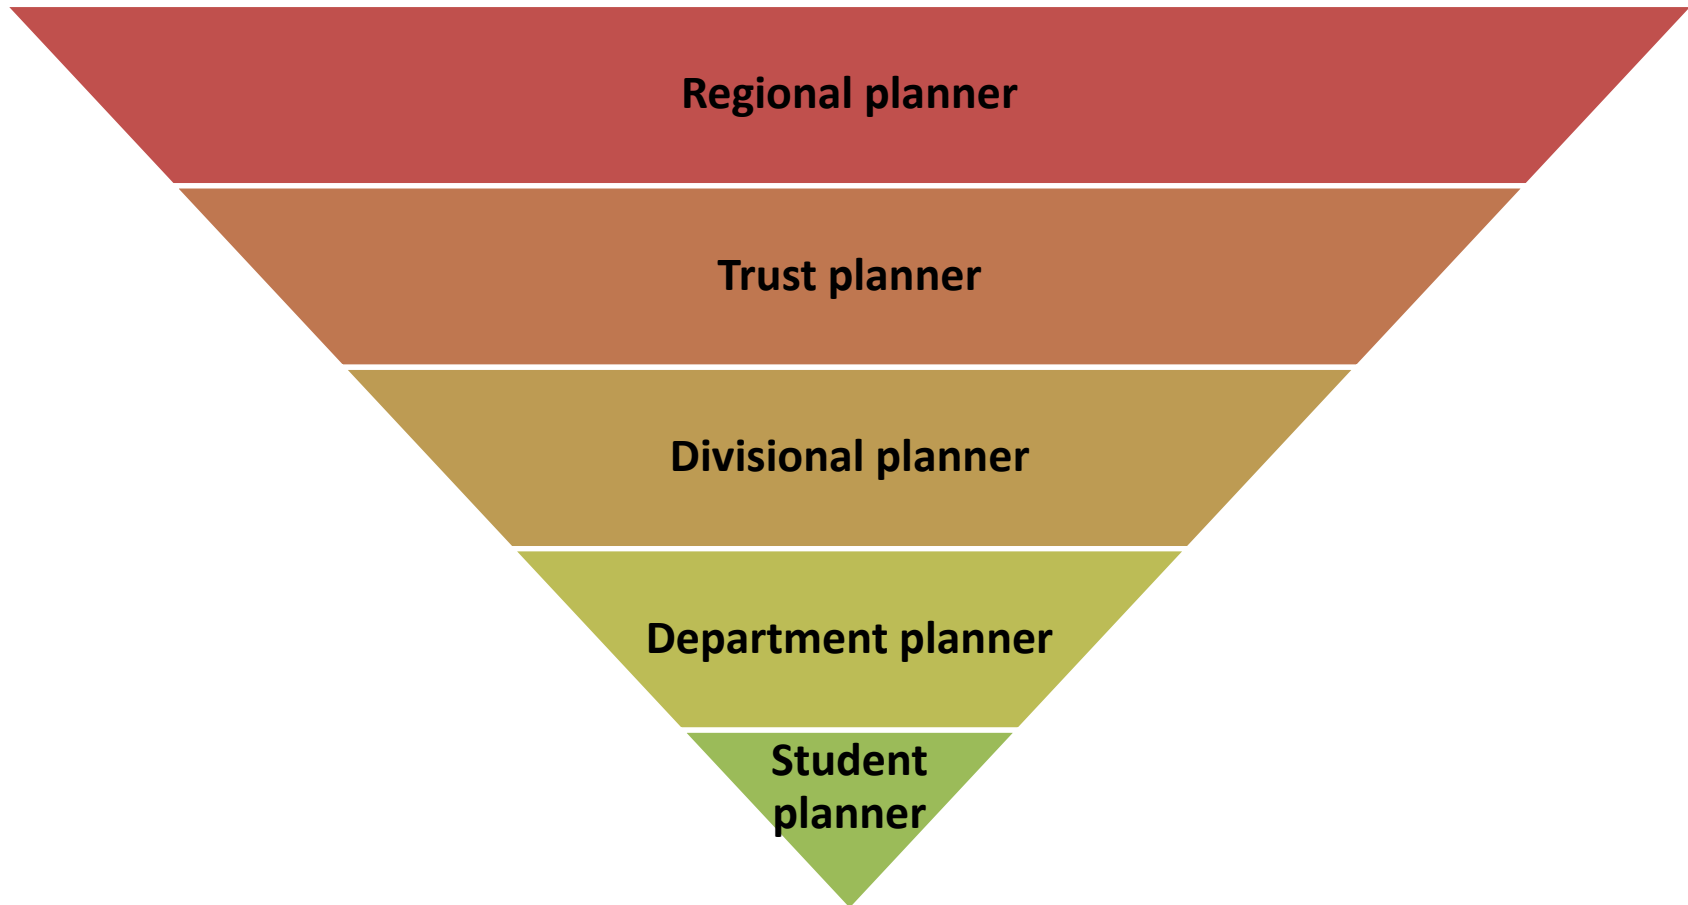 Regional planner
Trust planner
Divisional planner
Department planner
Student
planner